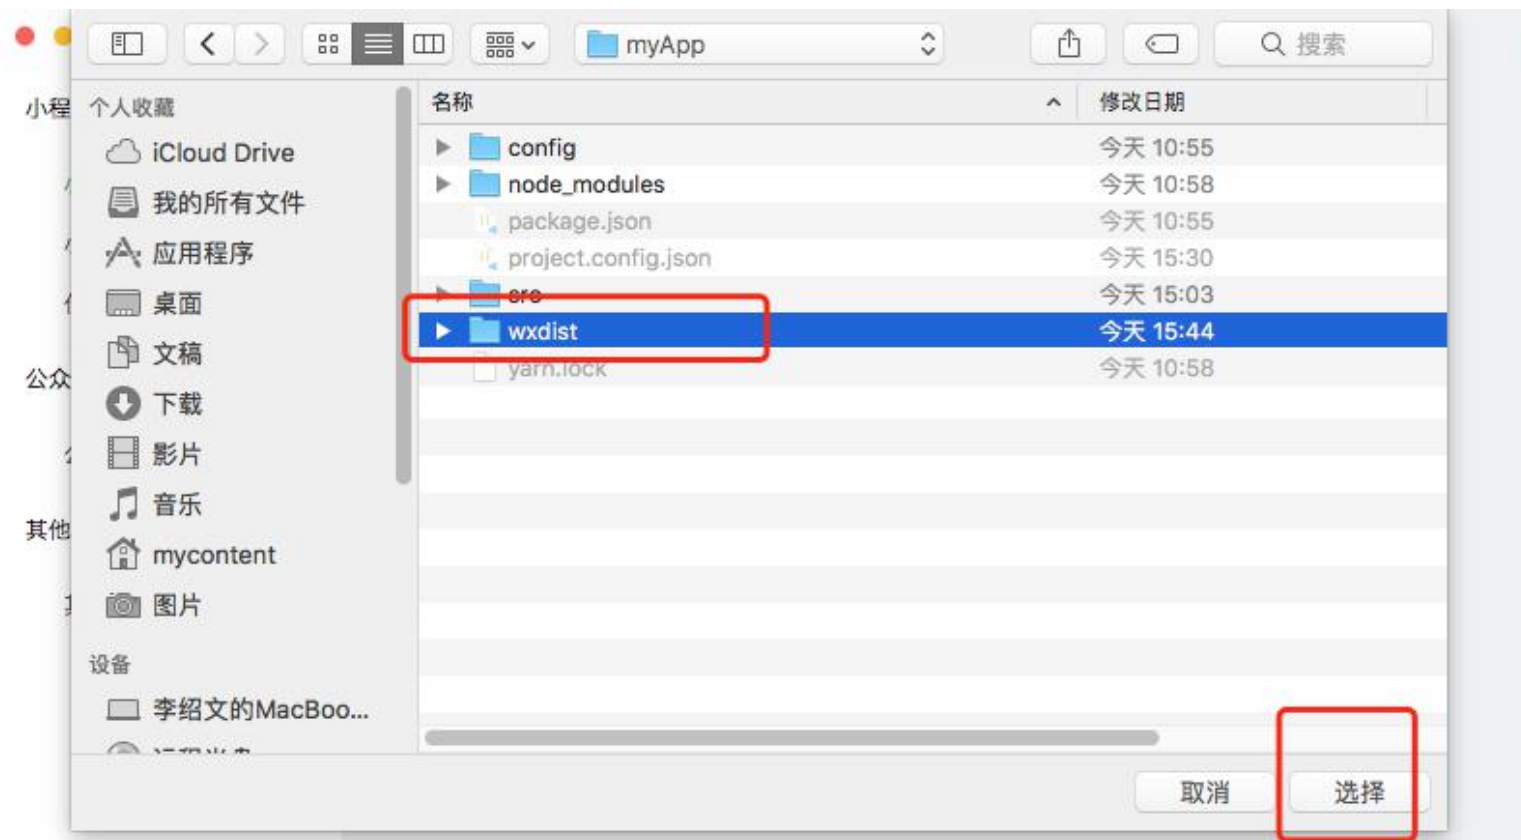 myApp
搜索
小程
个人收藏
名称
修改日期
iCloud Drive
config
今天 10:55
node_modules
今天 10:58
我的所有文件
package.json
今天 10:55
应用程序
project.config.json
今天 15:30
桌面
src
今天 15:03
wxdist
今天 15:44
文稿
yarn.lock
今天 10:58
公众
下载
影片
音乐
其他
mycontent
图片
设备
李绍文的MacBoo...
取消
选择